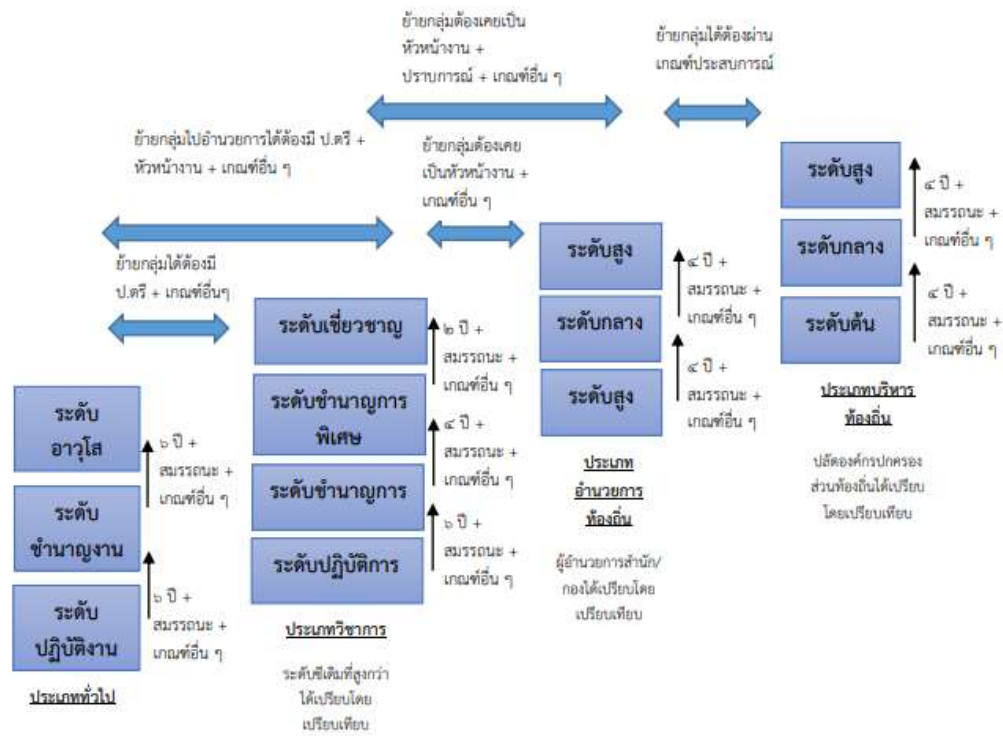 ย้ายกลุ่มต้องเคยเป็น
หัวหน้างาน +
ปราบการณ์ + เกณฑ์อื่น ๆ
ย้ายกลุ่มได้ต้องผ่าน
เกณฑ์ประสบการณ์
ย้ายกลุ่มไปอำนวยการได้ต้องมี ป.ตรี +
หัวหน้างาน + เกณฑ์อื่น ๆ
ย้ายกลุ่มต้องเคย
เป็นหัวหน้างาน +
เกณฑ์อื่น ๆ
ย้ายกลุ่มได้ต้องมี
ป.ตรี + เกณฑ์อื่นๆ
ระดับ
อาวุโส
ระดับ
ชำนาญงาน
ระดับ
ปฏิบัติงาน
๖ ปี +
สมรรถนะ +
เกณฑ์อื่น ๆ
๖ ปี +
สมรรถนะ +
เกณฑ์อื่น ๆ
ประเภททั่วไป
ระดับเชี่ยวชาญ
ระดับชำนาญการ
พิเศษ
ระดับชำนาญการ
ระดับปฏิบัติการ
๒ ปี +
สมรรถนะ +
เกณฑ์อื่น ๆ
๔ ปี +
สมรรถนะ +
เกณฑ์อื่น ๆ
๖ ปี +
สมรรถนะ +
เกณฑ์อื่น ๆ
ประเภทวิชาการ
ระดับซีเดิมที่สูงกว่า
ได้เปรียบโดย
เปรียบเทียบ
ระดับสูง
ระดับกลาง
ระดับสูง
๔ ปี +
สมรรถนะ +
เกณฑ์อื่น ๆ
๔ ปี +
สมรรถนะ +
เกณฑ์อื่น ๆ
ประเภท
อำนวยการ
ท้องถิ่น
ผู้อำนวยการสำนัก/
กองได้เปรียบโดย
เปรียบเทียบ
ระดับสูง
ระดับกลาง
ระดับต้น
๔ ปี +
สมรรถนะ +
เกณฑ์อื่น ๆ
๔ ปี +
สมรรถนะ +
เกณฑ์อื่น ๆ
ประเภทบริหาร
ท้องถิ่น
ปลัดองค์กรปกครอง
ส่วนท้องถิ่นได้เปรียบ
โดยเปรียบเทียบ